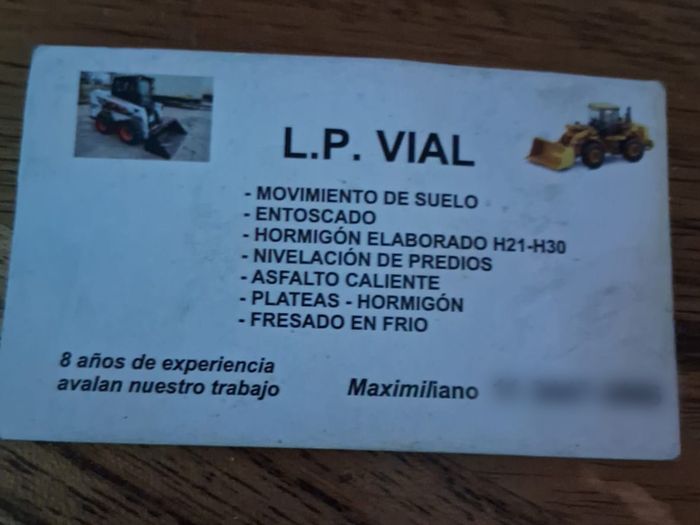 L.P. VIAL
- MOVIMIENTO DE SUELO
- ENTOSCADO
- HORMIGÓN ELABORADO H21-H30
- NIVELACIÓN DE PREDIOS
- ASFALTO CALIENTE
- PLATEAS - HORMIGÓN
- FRESADO EN FRIO
8 años de experiencia
avalan nuestro trabajo
Maximiliano